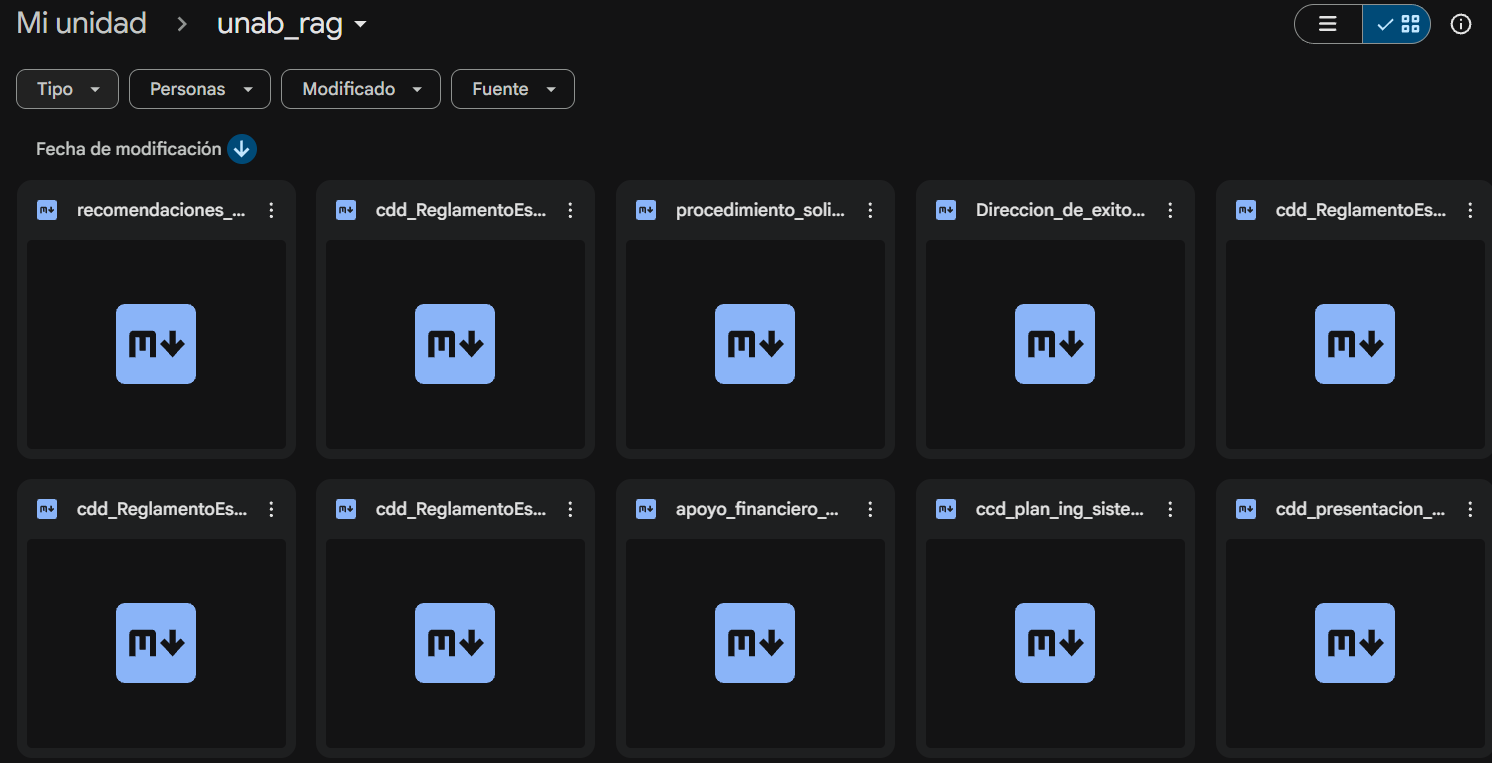 Mi unidad > unab_rag
Tipo Personas Modificado Fuente
Fecha de modificación
recomendaciones_... cdd_ReglamentoEs... procedimiento_soli... Direccion_de_exito... cdd_ReglamentoEs...
cdd_ReglamentoEs... cdd_ReglamentoEs... apoyo_financiero_... ccd_plan_ing_siste... cdd_presentacion_...